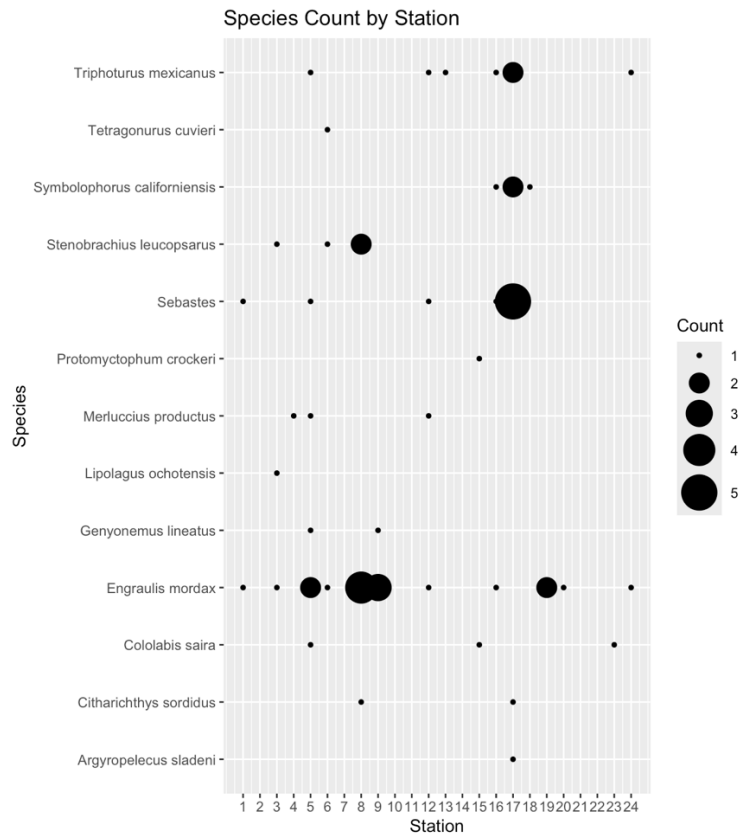 Species Count by Station
Triphoturus mexicanus
Tetragonurus cuvieri
Symbolophorus californiensis
Stenobrachius leucopsarus
Sebastes
Protomyctophum crockeri
Merluccius productus
Lipolagus ochotensis
Genyonemus lineatus
Engraulis mordax
Cololabis saira
Citharichthys sordidus
Argyropelecus sladeni
Species
1 2 3 4 5 6 7 8 9 10 11 12 13 14 15 16 17 18 19 20 21 22 23 24
Station
Count
1
2
3
4
5